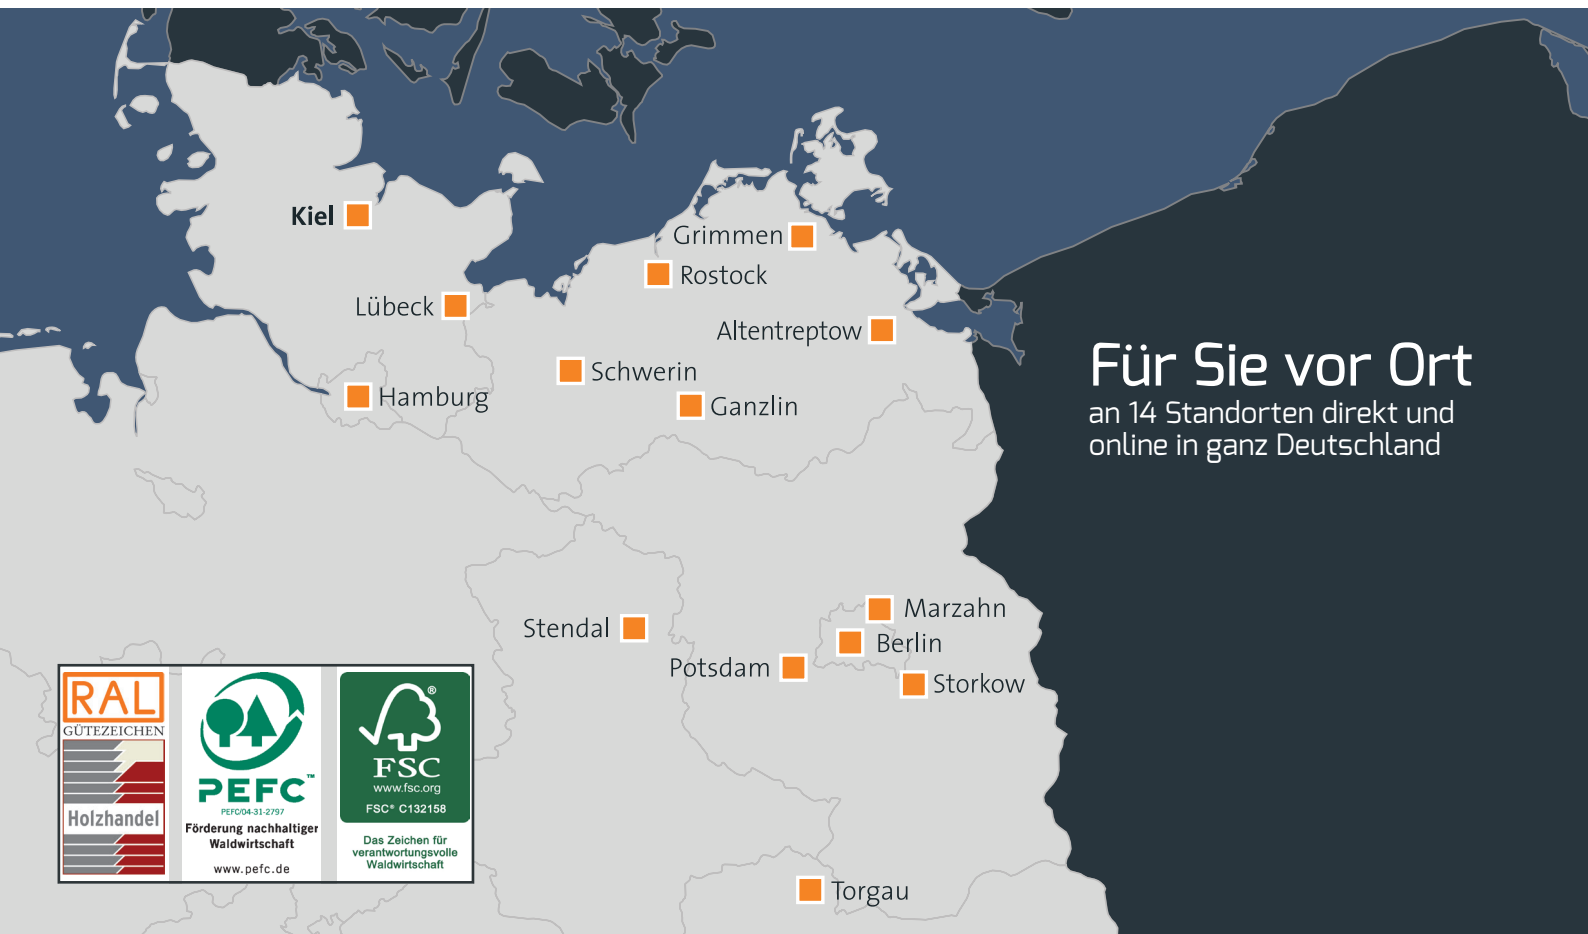 Kiel
Grimmen
Rostock
Lübeck
Altentreptow
Schwerin
Hamburg
Ganzlin
Für Sie vor Ort
an 14 Standorten direkt und
online in ganz Deutschland
Marzahn
Stendal
Berlin
Potsdam
Storkow
Torgau
RAL
GÜTEZEICHEN
Holzhandel
PEFC™
PEFC/04-31-2797
Förderung nachhaltiger
Waldwirtschaft
www.pefc.de
®
FSC
www.fsc.org
FSC® C132158
Das Zeichen für
verantwortungsvolle
Waldwirtschaft